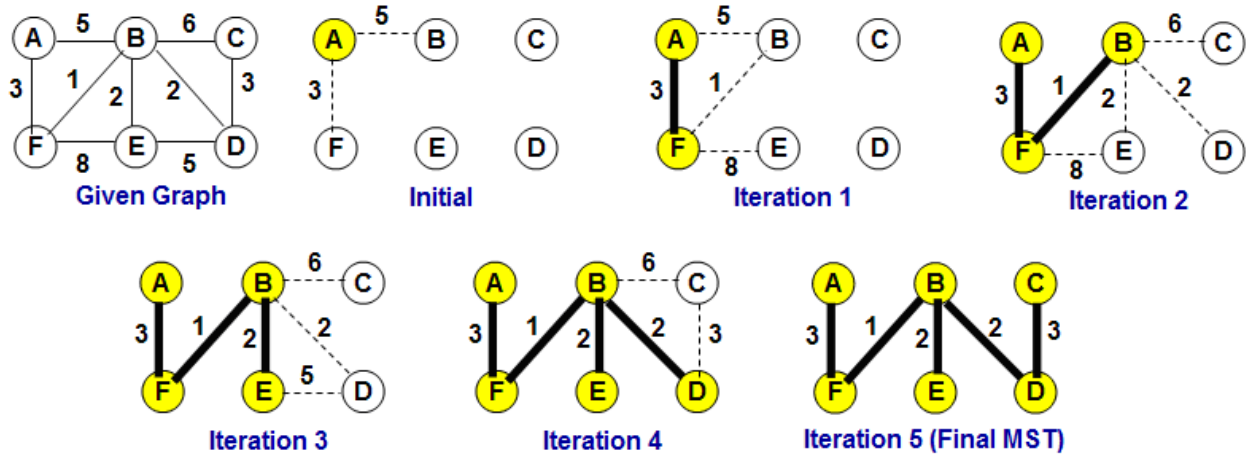 A 5 B 6 C
3 1 2 2 3
F 8 E 5 D
Given Graph
A 5 B C
3
F E D
Initial
A 5 B C
3 1
F 8 E D
Iteration 1
A B 6 C
3 1 2 2
F 8 E D
Iteration 2
A B 6 C
3 1 2 2
F E 5 D
Iteration 3
A B 6 C
3 1 2 2 3
F E D
Iteration 4
A B C
3 1 2 2 3
F E D
Iteration 5 (Final MST)